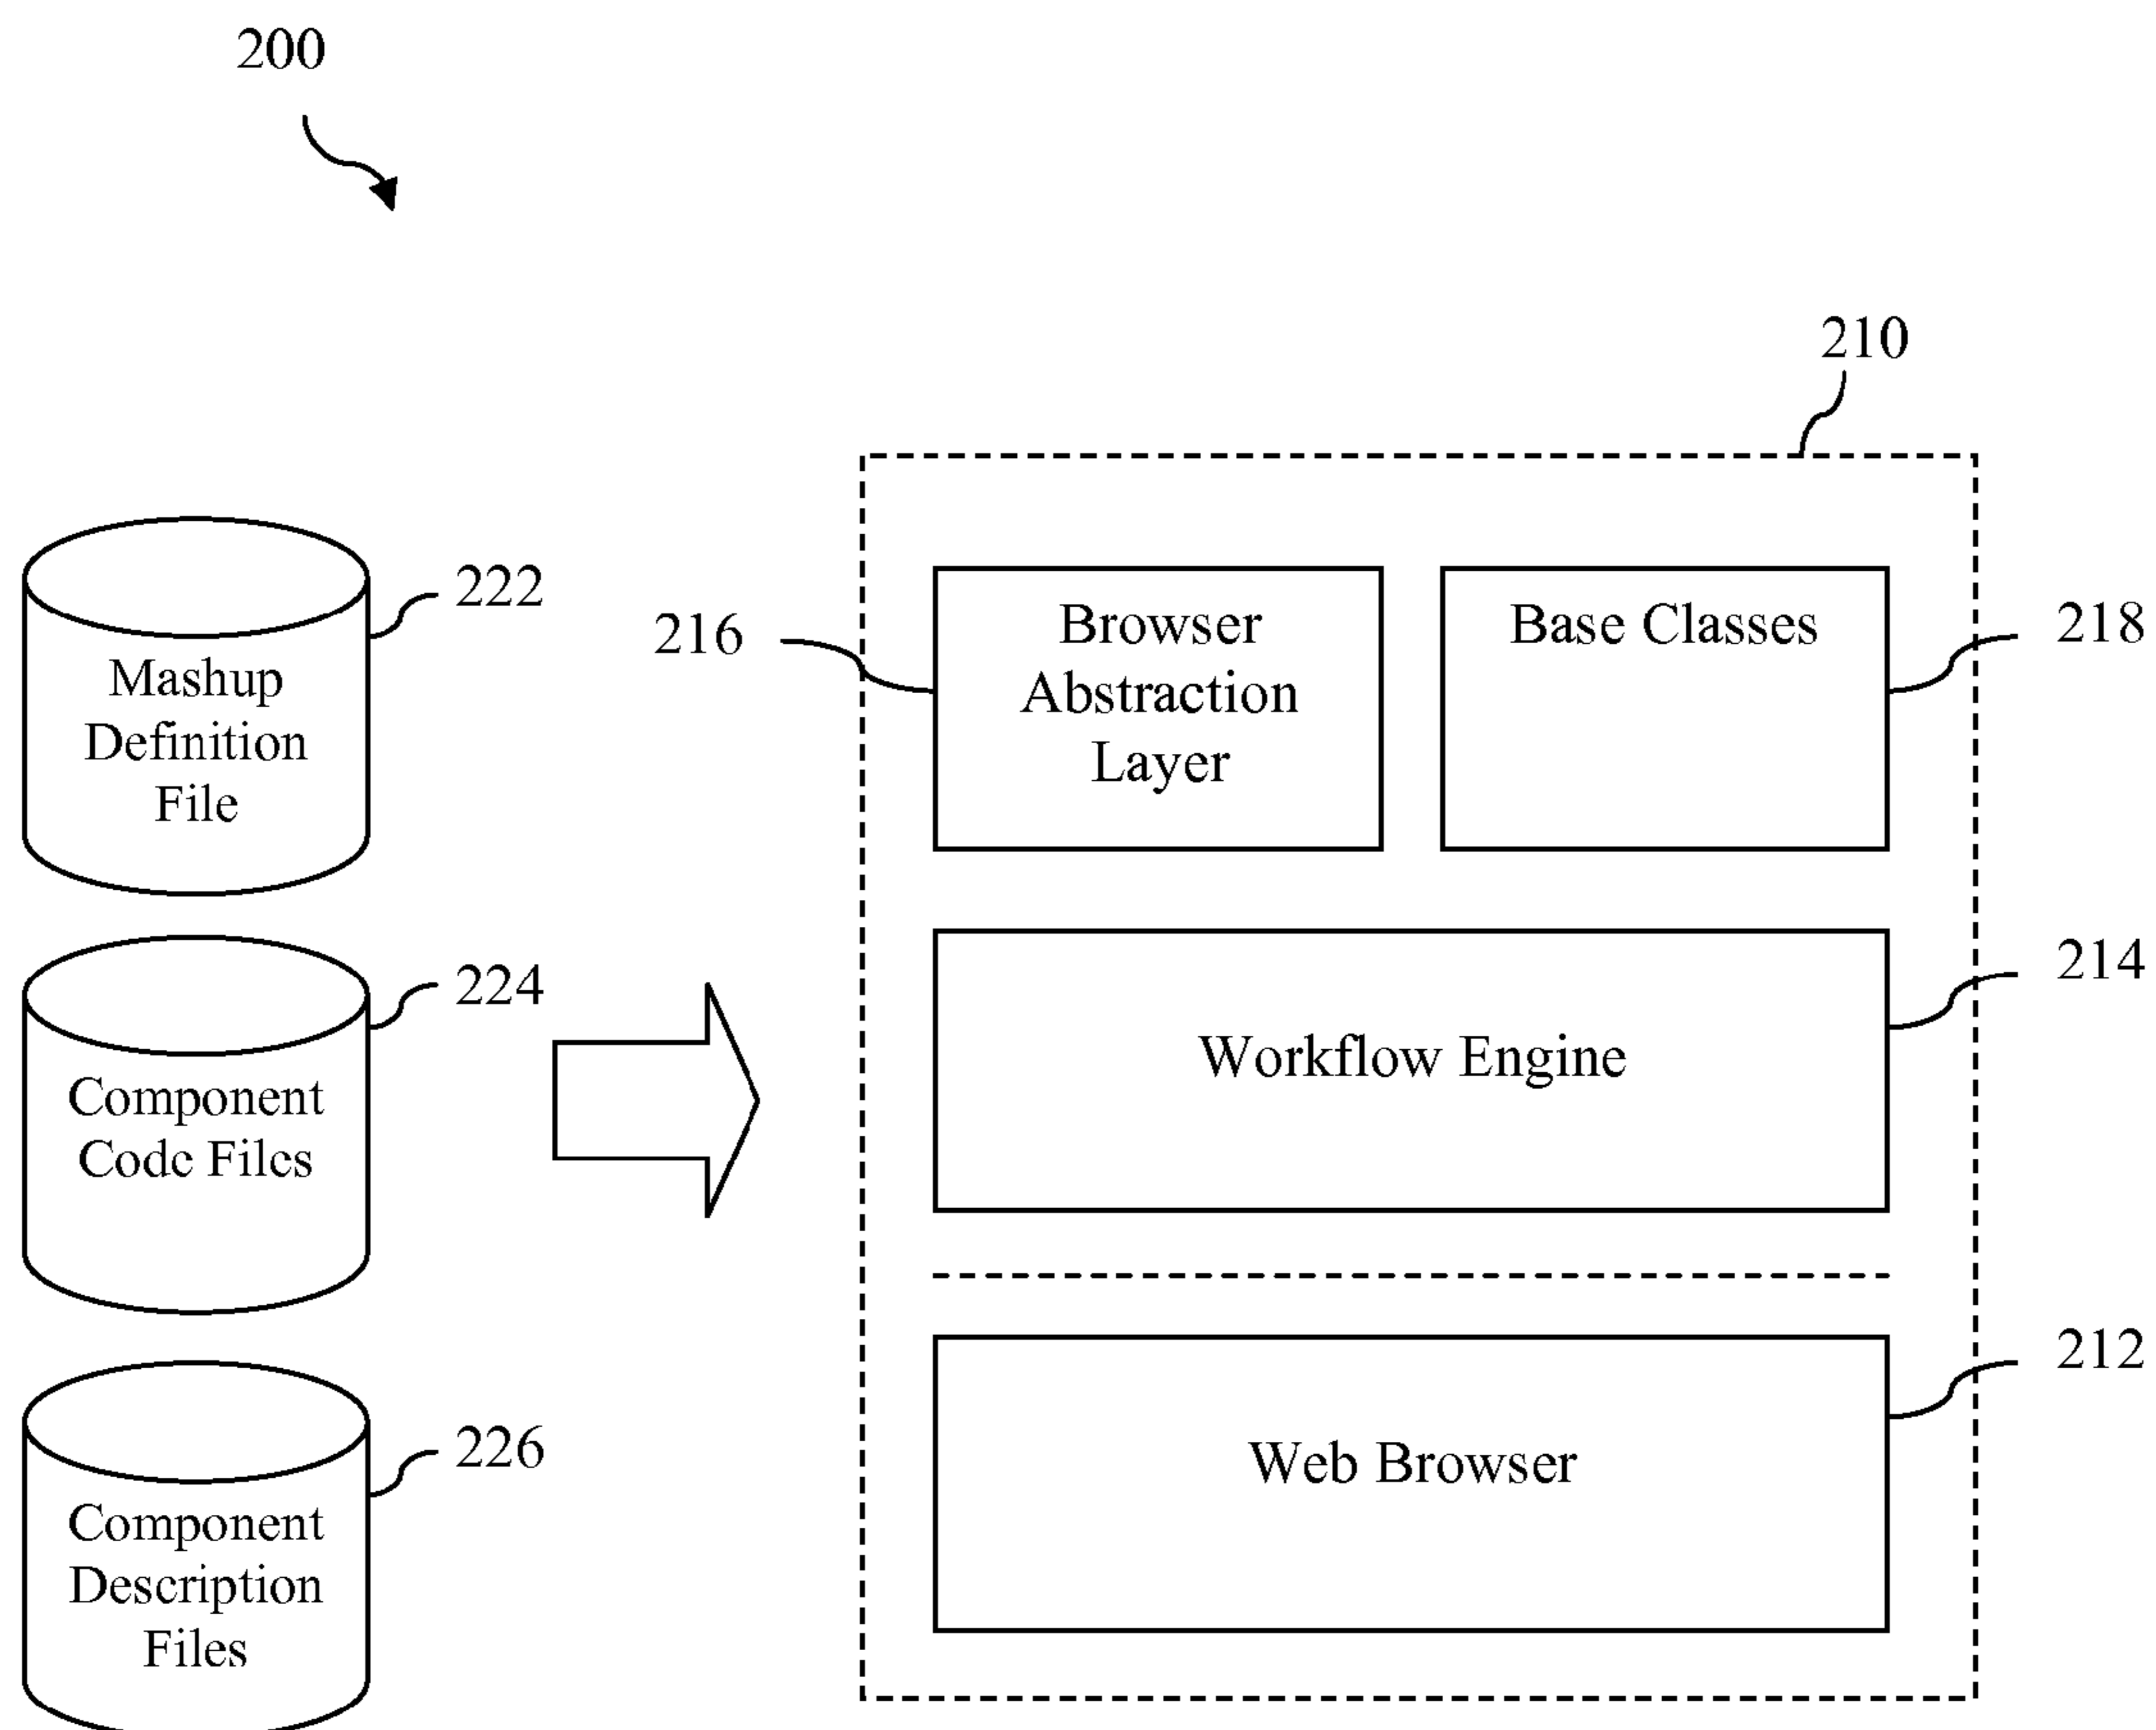 200
210
222
Mashup
Definition
File
216
Browser
Abstraction
Layer
Base Classes
218
224
Component
Code Files
Workflow Engine
214
226
Component
Description
Files
Web Browser
212